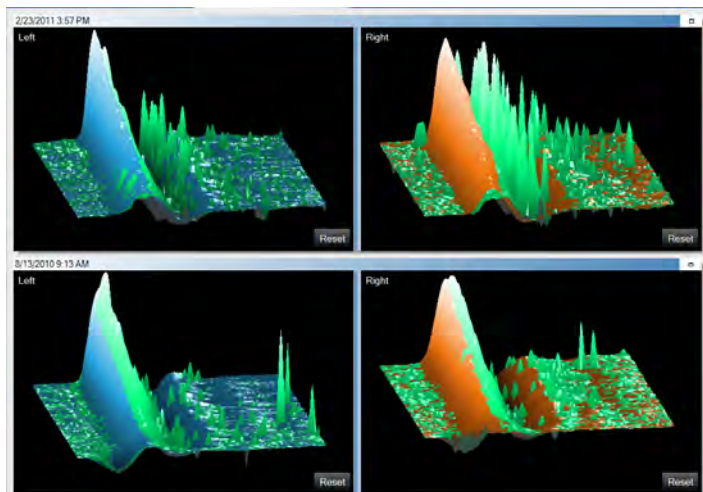 2/23/2011 3:57 PM
Left
Right
Reset
Reset
8/13/2010 9:13 AM
Left
Right
Reset
Reset